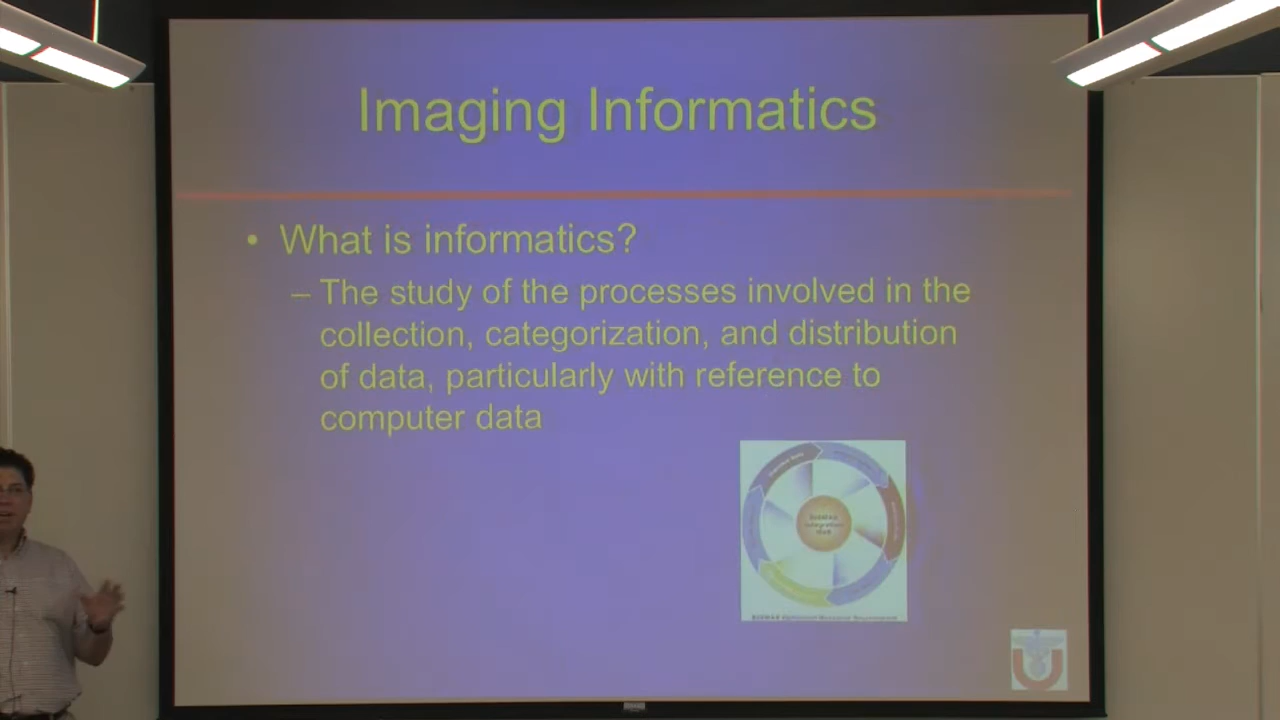 Imaging Informatics
• What is informatics?
– The study of the processes involved in the
collection, categorization, and distribution
of data, particularly with reference to
computer data
U